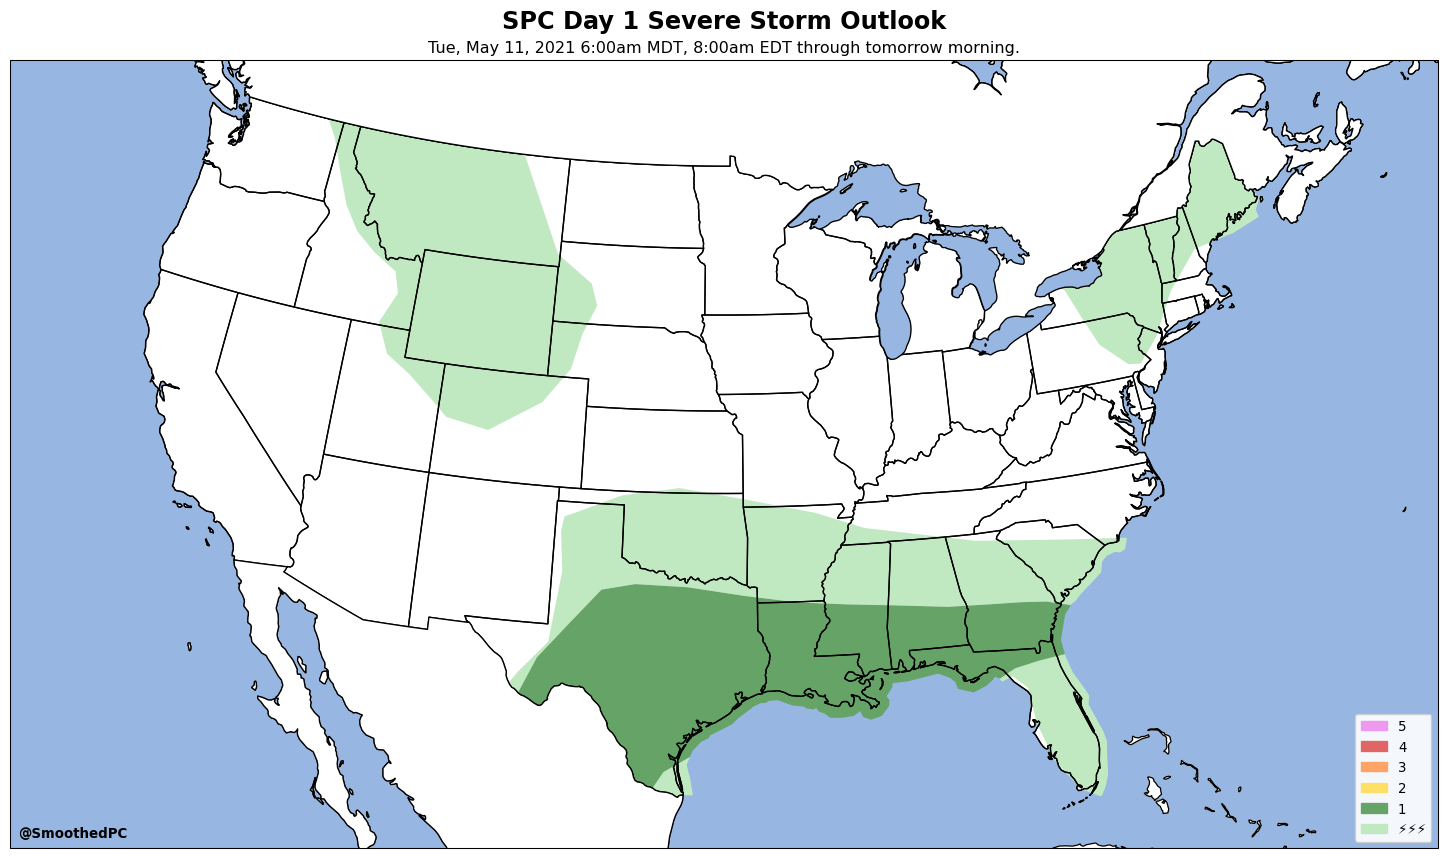 SPC Day 1 Severe Storm Outlook
Tue, May 11, 2021 6:00am MDT, 8:00am EDT through tomorrow morning.
5
4
3
2
1
⚡⚡⚡
@SmoothedPC